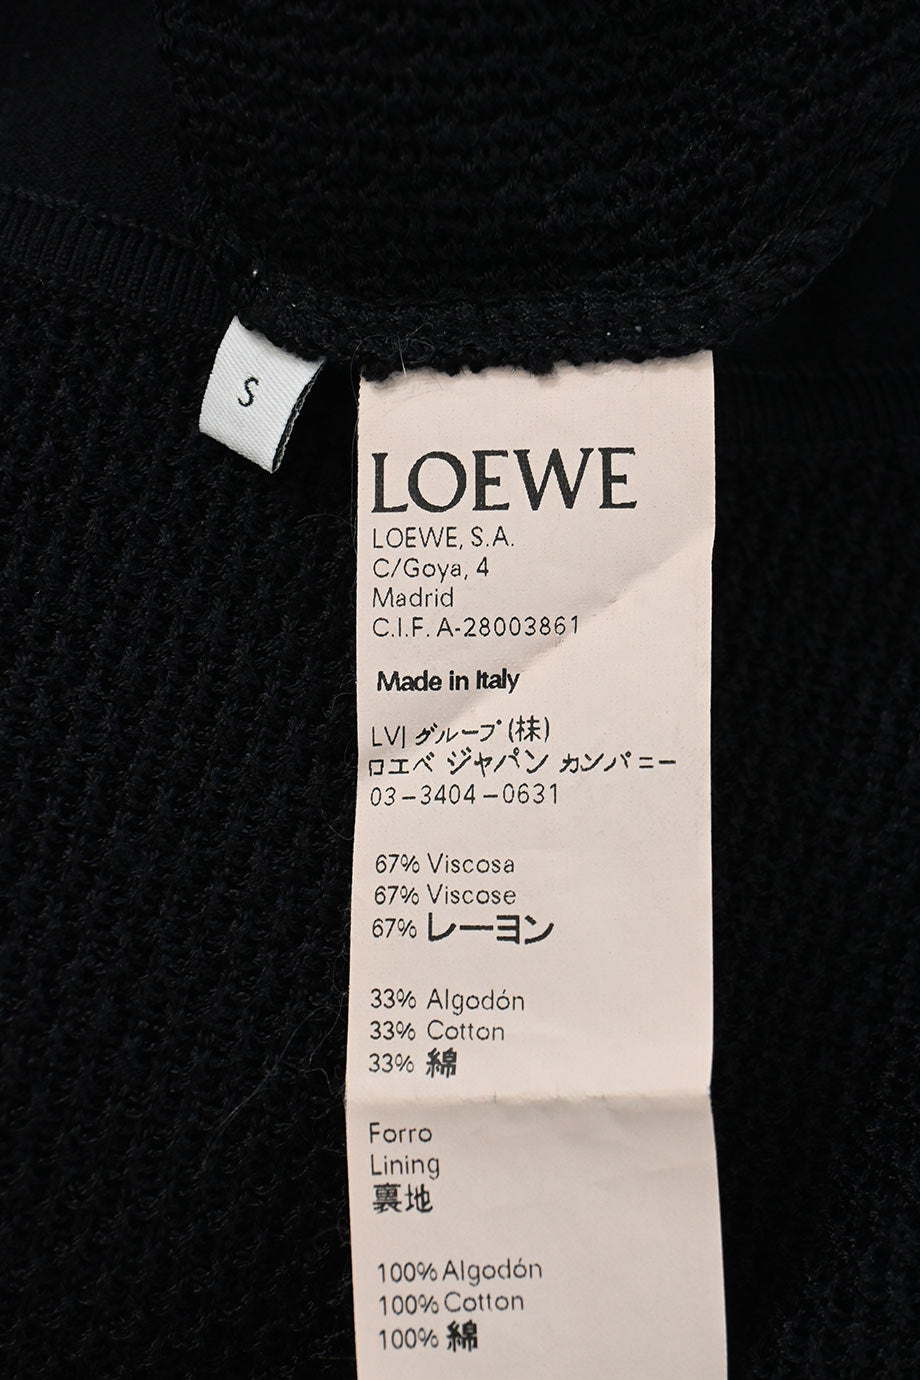 S
LOEWE
LOEWE, S.A.
C/Goya, 4
Madrid
C.I.F. A-28003861
Made in Italy
LVJ グループ (株)
ロエベ ジャパン カンパニー
03-3404-0631
67% Viscosa
67% Viscose
67% レーヨン
33% Algodón
33% Cotton
33% 綿
Forro
Lining
裏地
100% Algodón
100% Cotton
100% 綿